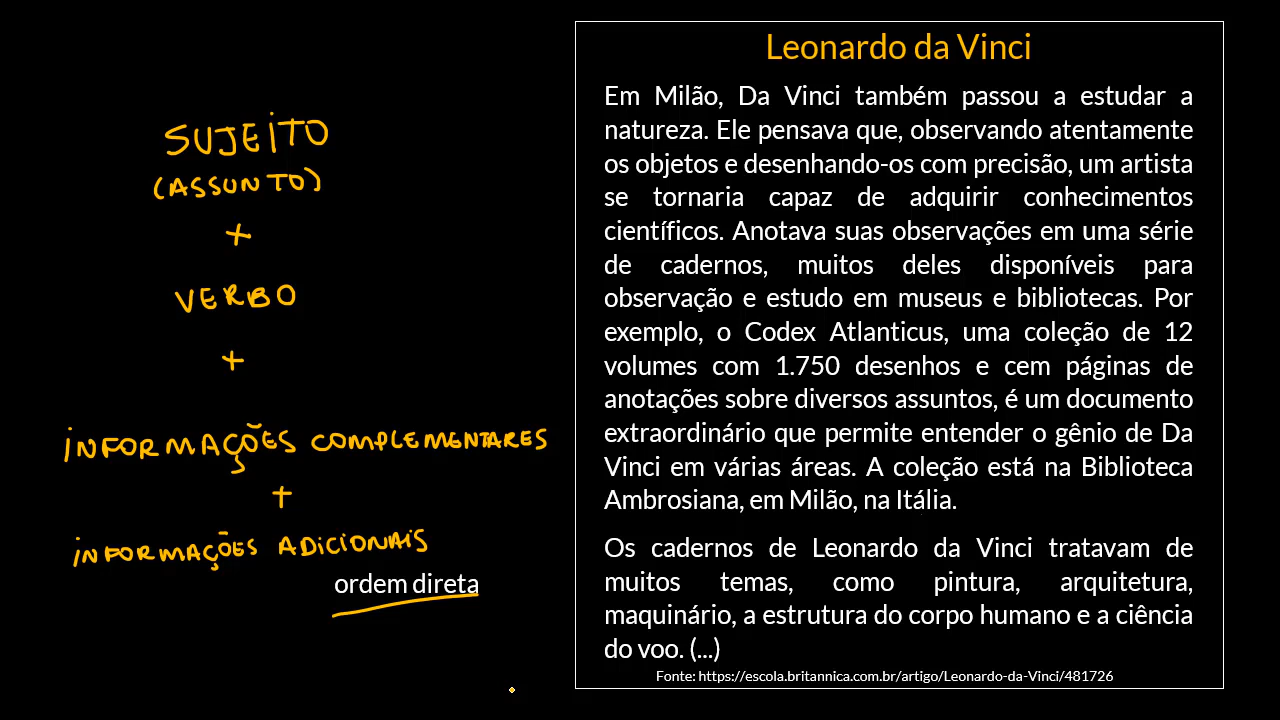 SUJEITO
(ASSUNTO)
+
VERBO
+
INFORMAÇÕES COMPLEMENTARES
+
INFORMAÇÕES ADICIONAIS
ordem direta
Leonardo da Vinci
Em Milão, Da Vinci também passou a estudar a
natureza. Ele pensava que, observando atentamente
os objetos e desenhando-os com precisão, um artista
se tornaria capaz de adquirir conhecimentos
científicos. Anotava suas observações em uma série
de cadernos, muitos deles disponíveis para
observação e estudo em museus e bibliotecas. Por
exemplo, o Codex Atlanticus, uma coleção de 12
volumes com 1.750 desenhos e cem páginas de
anotações sobre diversos assuntos, é um documento
extraordinário que permite entender o gênio de Da
Vinci em várias áreas. A coleção está na Biblioteca
Ambrosiana, em Milão, na Itália.
Os cadernos de Leonardo da Vinci tratavam de
muitos temas, como pintura, arquitetura,
maquinário, a estrutura do corpo humano e a ciência
do voo. (...)
Fonte: https://escola.britannica.com.br/artigo/Leonardo-da-Vinci/481726